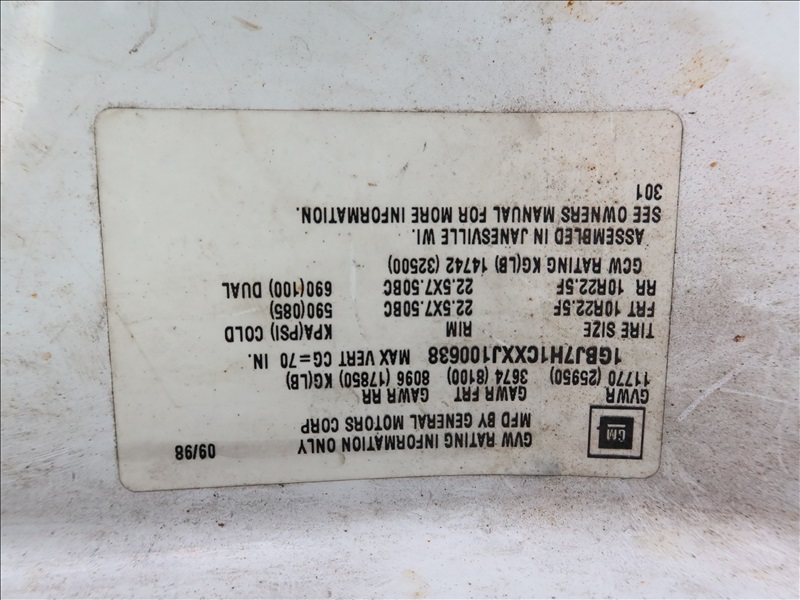 GM
GVW RATING INFORMATION ONLY 09/98
MFD BY GENERAL MOTORS CORP
GVWR GAWR FRT GAWR RR
11770 (25950) 3674 (8100) 8096 (17850) KG(LB)
1GBJ7H1CXXJ100638 MAX VERT CG=70 IN.
TIRE SIZE RIM KPA(PSI) COLD
FRT 10R22.5F 22.5X7.50BC 590(085)
RR 10R22.5F 22.5X7.50BC 690(100) DUAL
GCW RATING KG(LB) 14742 (32500)
ASSEMBLED IN JANESVILLE WI.
SEE OWNERS MANUAL FOR MORE INFORMATION.
301